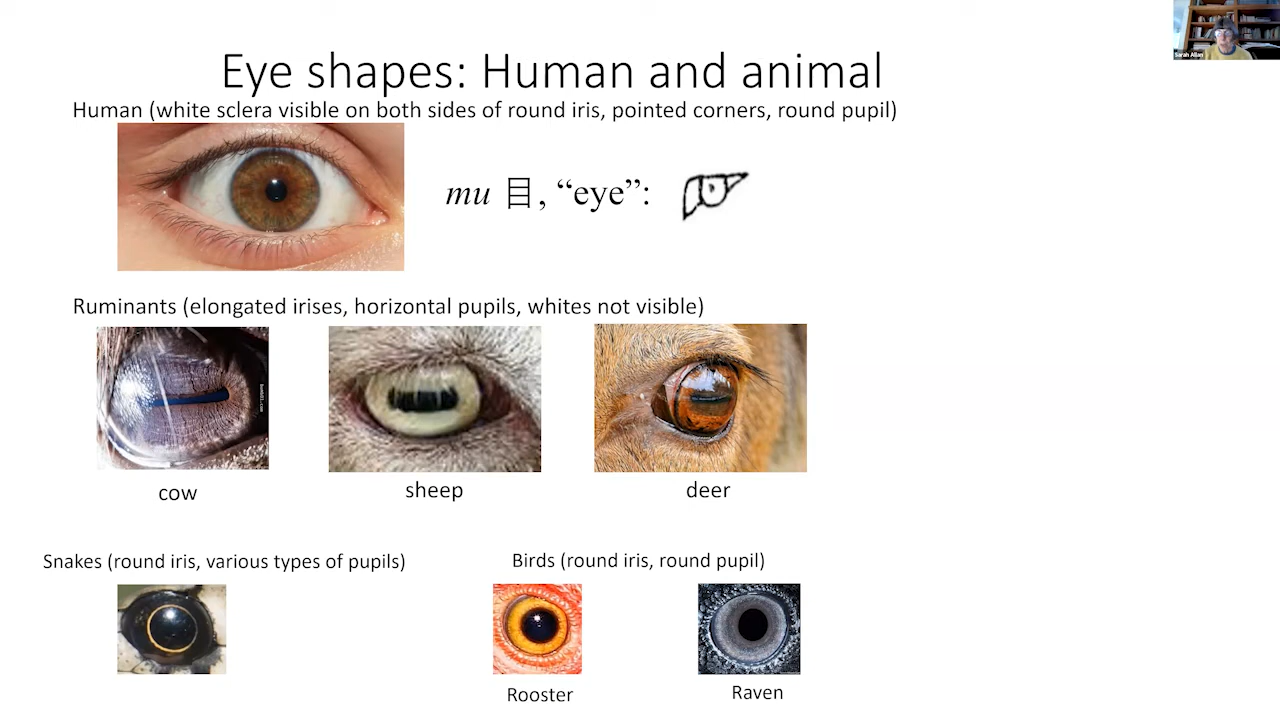 Sarah Allan
Eye shapes: Human and animal
Human (white sclera visible on both sides of round iris, pointed corners, round pupil)
mu 目, “eye”:
Ruminants (elongated irises, horizontal pupils, whites not visible)
cow
sheep
deer
Snakes (round iris, various types of pupils)
Birds (round iris, round pupil)
Rooster
Raven